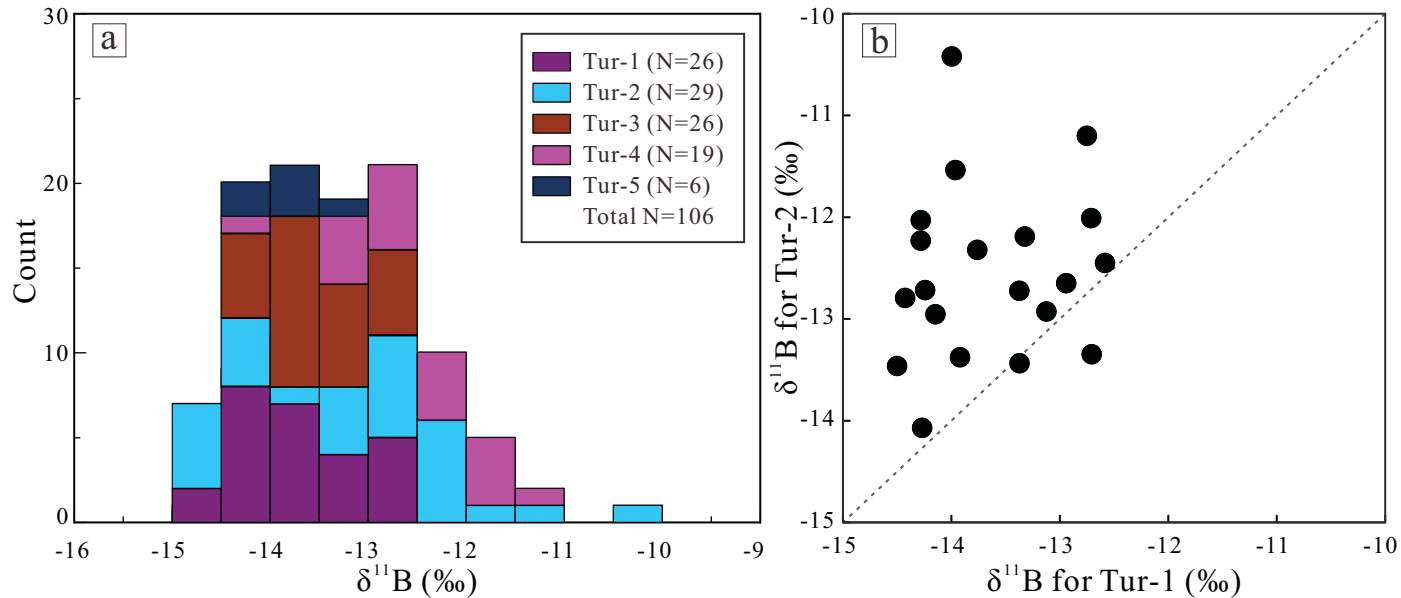 a
30
20
10
0
Count
Tur-1 (N=26)
Tur-2 (N=29)
Tur-3 (N=26)
Tur-4 (N=19)
Tur-5 (N=6)
Total N=106
-16 -15 -14 -13 -12 -11 -10 -9
δ¹¹B (‰)
b
-10
-11
-12
-13
-14
-15
δ¹¹B for Tur-2 (‰)
-15 -14 -13 -12 -11 -10
δ¹¹B for Tur-1 (‰)